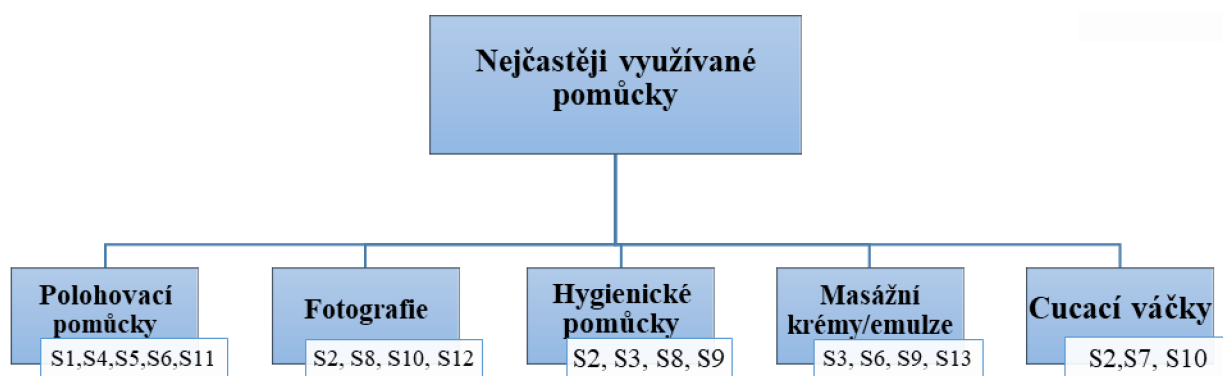 Nejčastěji využívané
pomůcky
Polohovací
pomůcky
S1,S4,S5,S6,S11
Fotografie
S2, S8, S10, S12
Hygienické
pomůcky
S2, S3, S8, S9
Masážní
krémy/emulze
S3, S6, S9, S13
Cucací váčky
S2,S7, S10